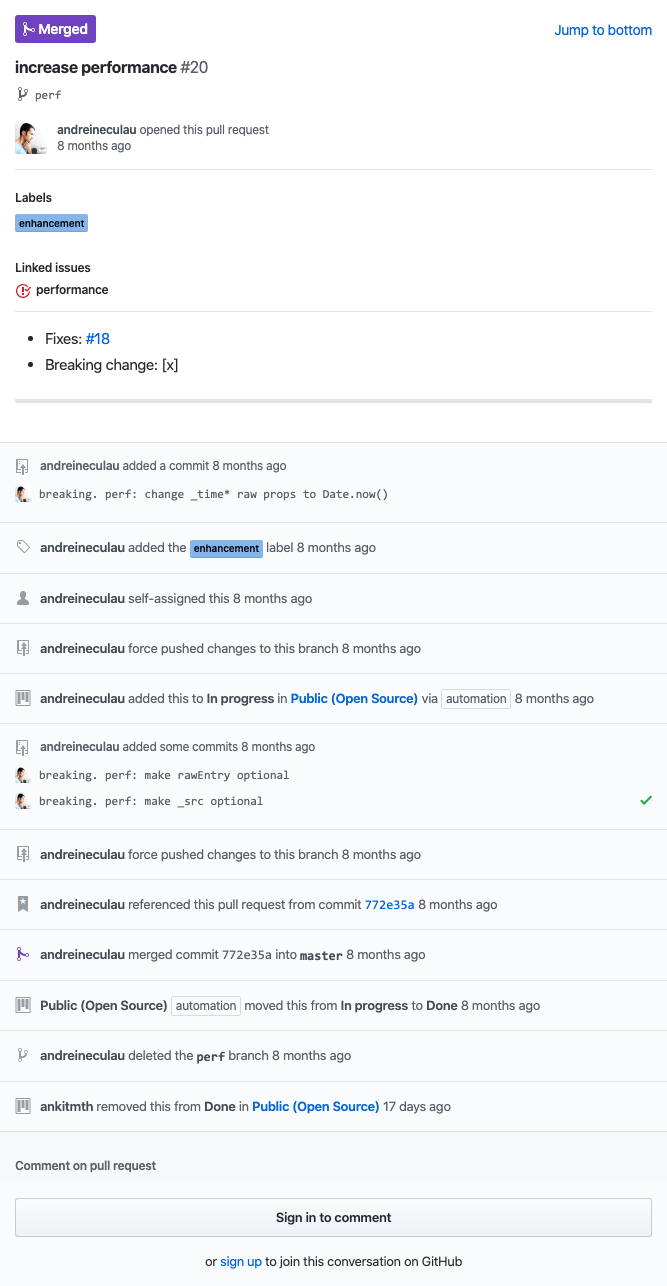 Merged
Jump to bottom
increase performance #20
perf
andreineculau opened this pull request
8 months ago
Labels
enhancement
Linked issues
performance
Fixes: #18
Breaking change: [x]
andreineculau added a commit 8 months ago
breaking. perf: change _time* raw props to Date.now()
andreineculau added the enhancement label 8 months ago
andreineculau self-assigned this 8 months ago
andreineculau force pushed changes to this branch 8 months ago
andreineculau added this to In progress in Public (Open Source) via automation 8 months ago
andreineculau added some commits 8 months ago
breaking. perf: make rawEntry optional
breaking. perf: make _src optional
andreineculau force pushed changes to this branch 8 months ago
andreineculau referenced this pull request from commit 772e35a 8 months ago
andreineculau merged commit 772e35a into master 8 months ago
Public (Open Source) automation moved this from In progress to Done 8 months ago
andreineculau deleted the perf branch 8 months ago
ankitmth removed this from Done in Public (Open Source) 17 days ago
Comment on pull request
Sign in to comment
or sign up to join this conversation on GitHub